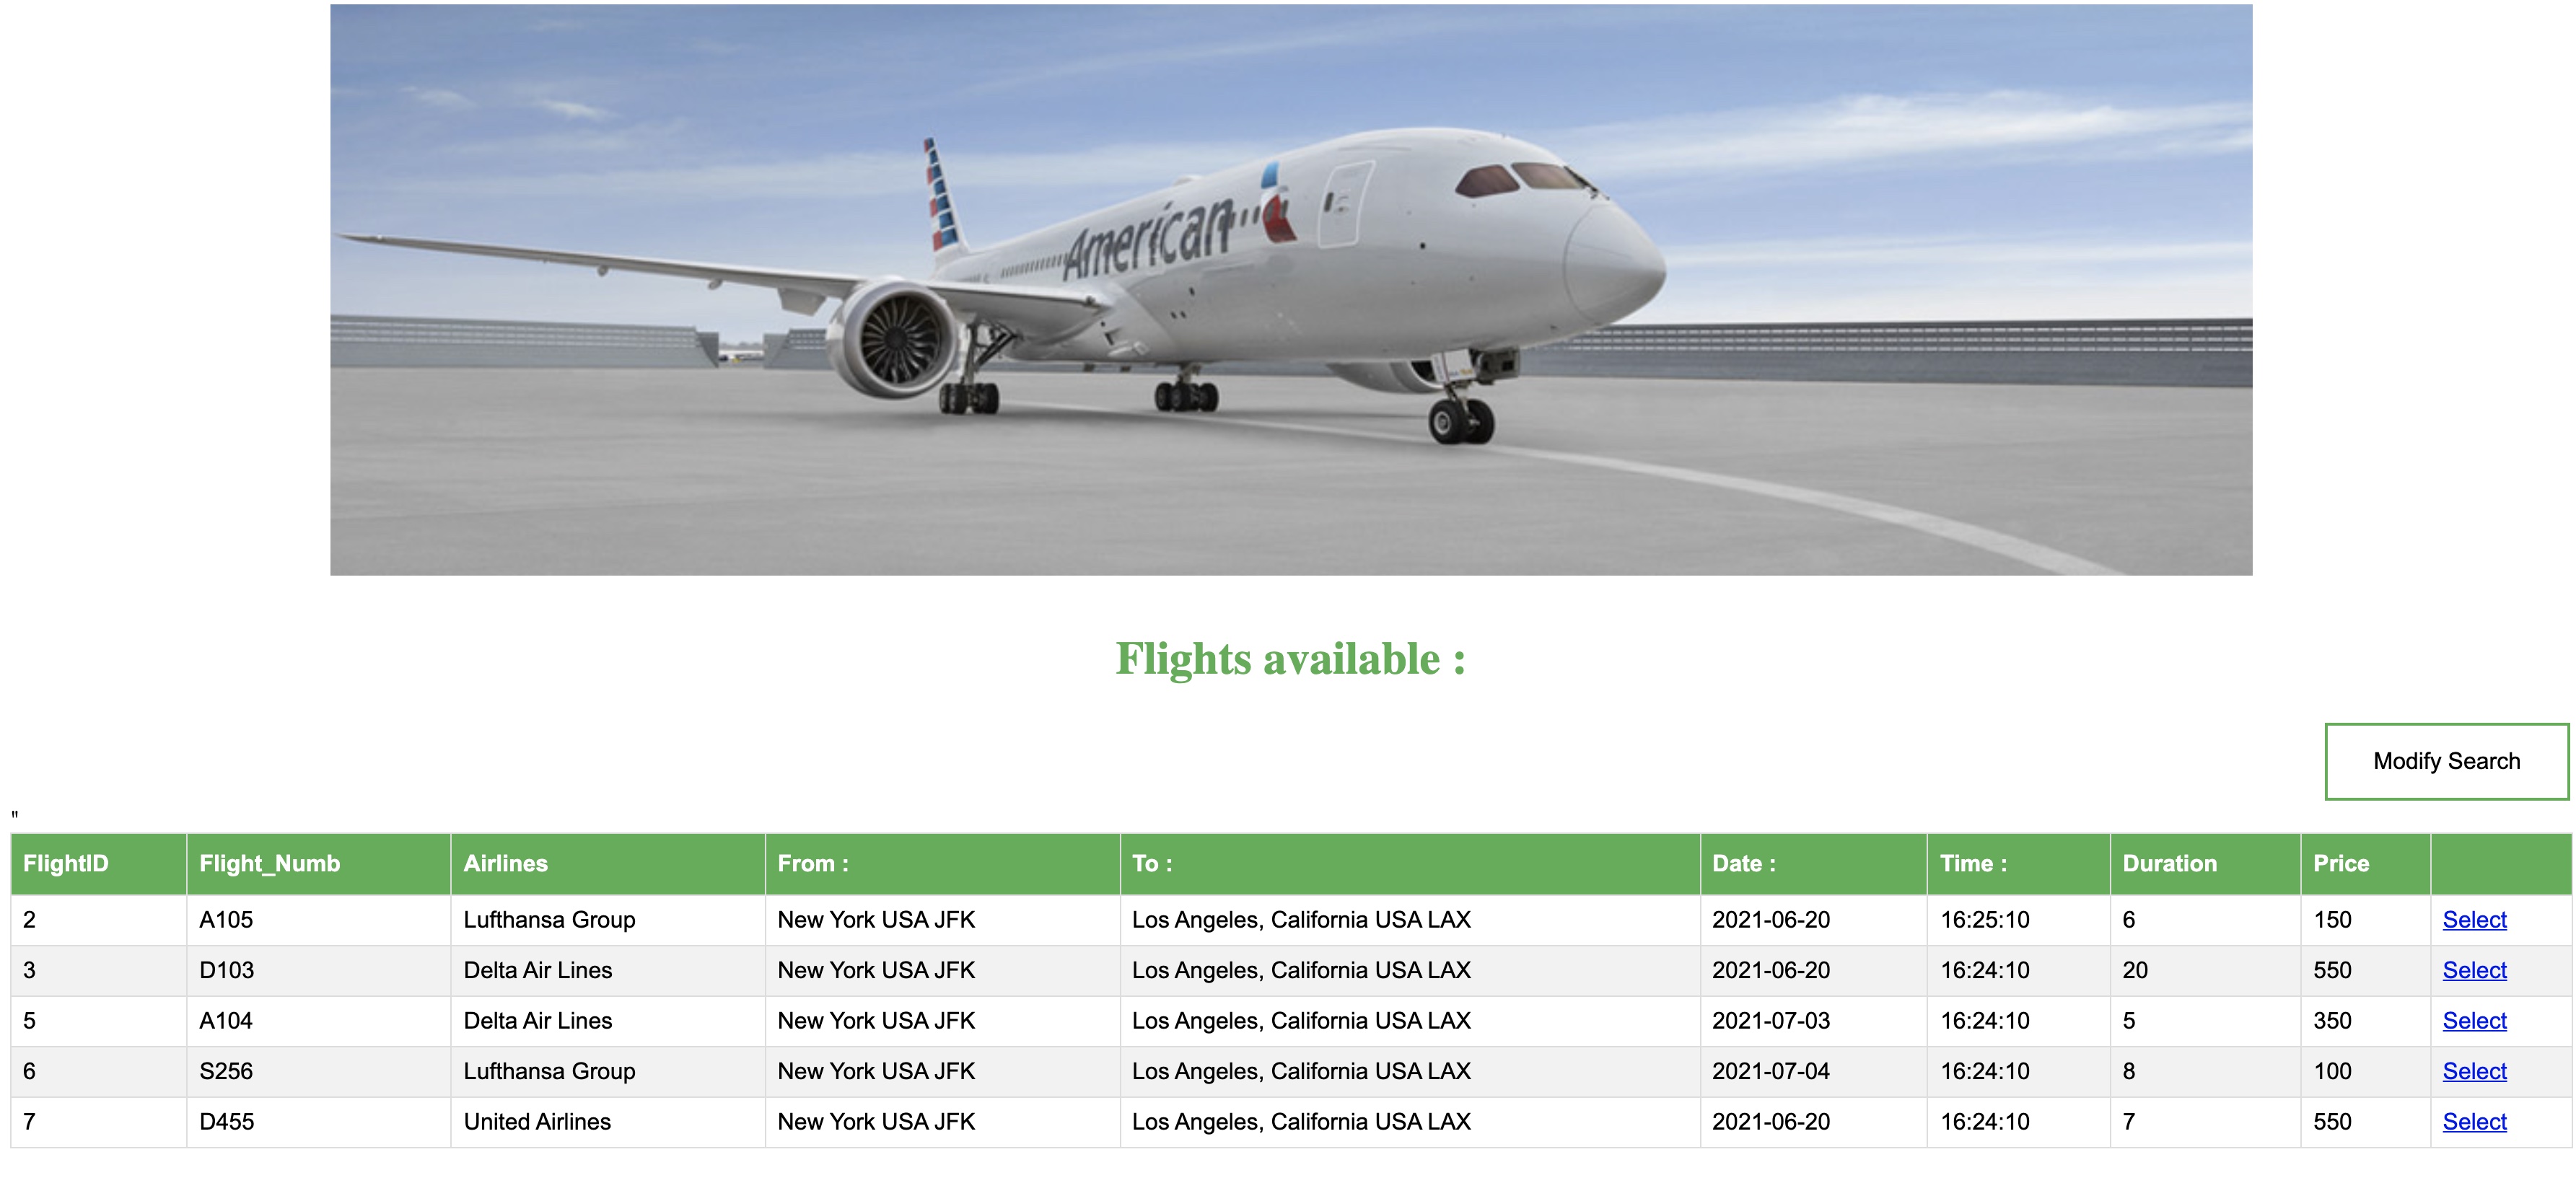 American
Flights available :
Modify Search
"
FlightID Flight_Numb Airlines From : To : Date : Time : Duration Price
2 A105 Lufthansa Group New York USA JFK Los Angeles, California USA LAX 2021-06-20 16:25:10 6 150 Select
3 D103 Delta Air Lines New York USA JFK Los Angeles, California USA LAX 2021-06-20 16:24:10 20 550 Select
5 A104 Delta Air Lines New York USA JFK Los Angeles, California USA LAX 2021-07-03 16:24:10 5 350 Select
6 S256 Lufthansa Group New York USA JFK Los Angeles, California USA LAX 2021-07-04 16:24:10 8 100 Select
7 D455 United Airlines New York USA JFK Los Angeles, California USA LAX 2021-06-20 16:24:10 7 550 Select